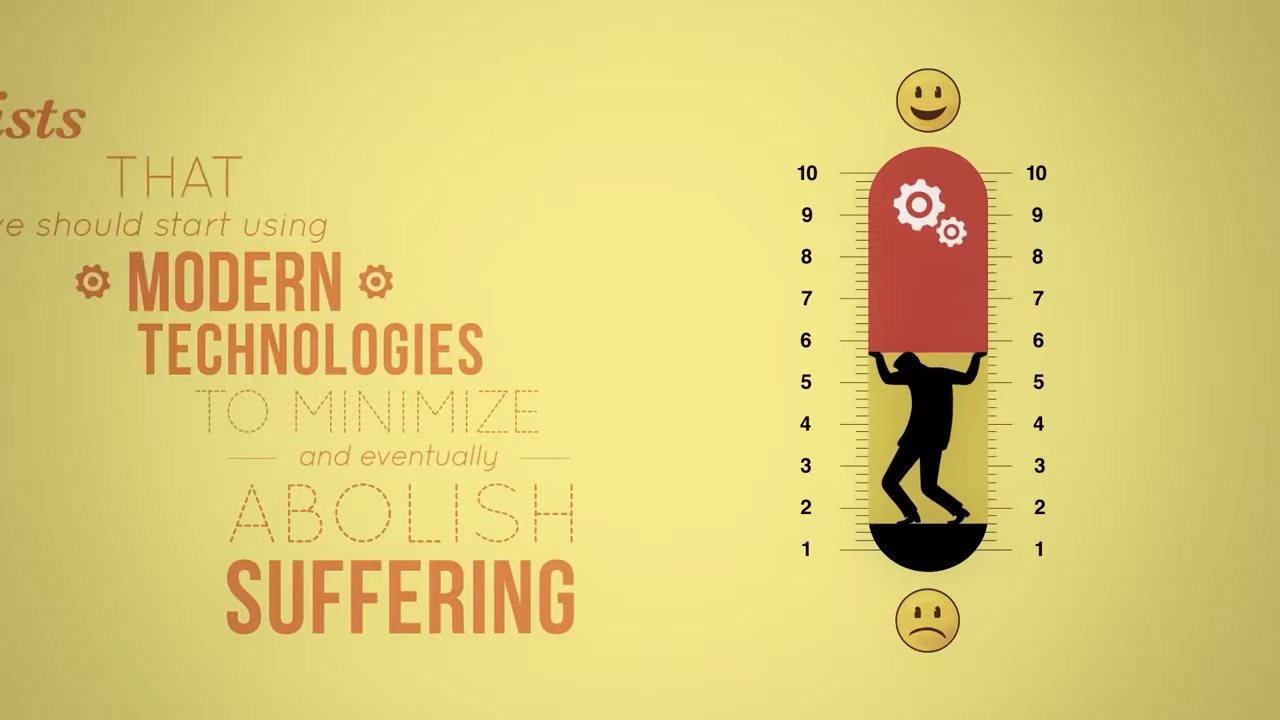 THAT
should start using
MODERN
TECHNOLOGIES
TO MINIMIZE
and eventually
ABOLISH
SUFFERING
10 10
9 9
8 8
7 7
6 6
5 5
4 4
3 3
2 2
1 1